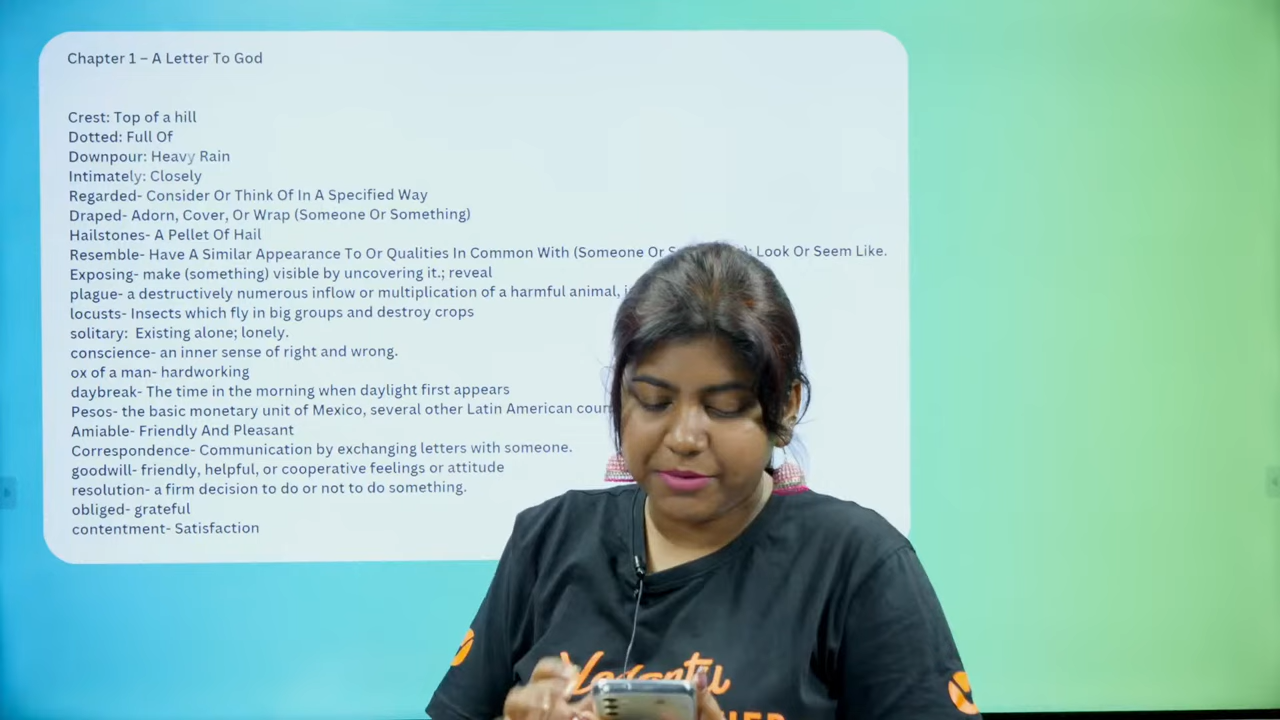 Chapter 1 – A Letter To God
Crest: Top of a hill
Dotted: Full Of
Downpour: Heavy Rain
Intimately: Closely
Regarded- Consider Or Think Of In A Specified Way
Draped- Adorn, Cover, Or Wrap (Someone Or Something)
Hailstones- A Pellet Of Hail
Resemble- Have A Similar Appearance To Or Qualities In Common With (Someone Or Look Or Seem Like.
Exposing- make (something) visible by uncovering it.; reveal
plague- a destructively numerous inflow or multiplication of a harmful animal,
locusts- Insects which fly in big groups and destroy crops
solitary: Existing alone; lonely.
conscience- an inner sense of right and wrong.
ox of a man- hardworking
daybreak- The time in the morning when daylight first appears
Pesos- the basic monetary unit of Mexico, several other Latin American
Amiable- Friendly And Pleasant
Correspondence- Communication by exchanging letters with someone.
goodwill- friendly, helpful, or cooperative feelings or attitude
resolution- a firm decision to do or not to do something.
obliged- grateful
contentment- Satisfaction
Vedantu